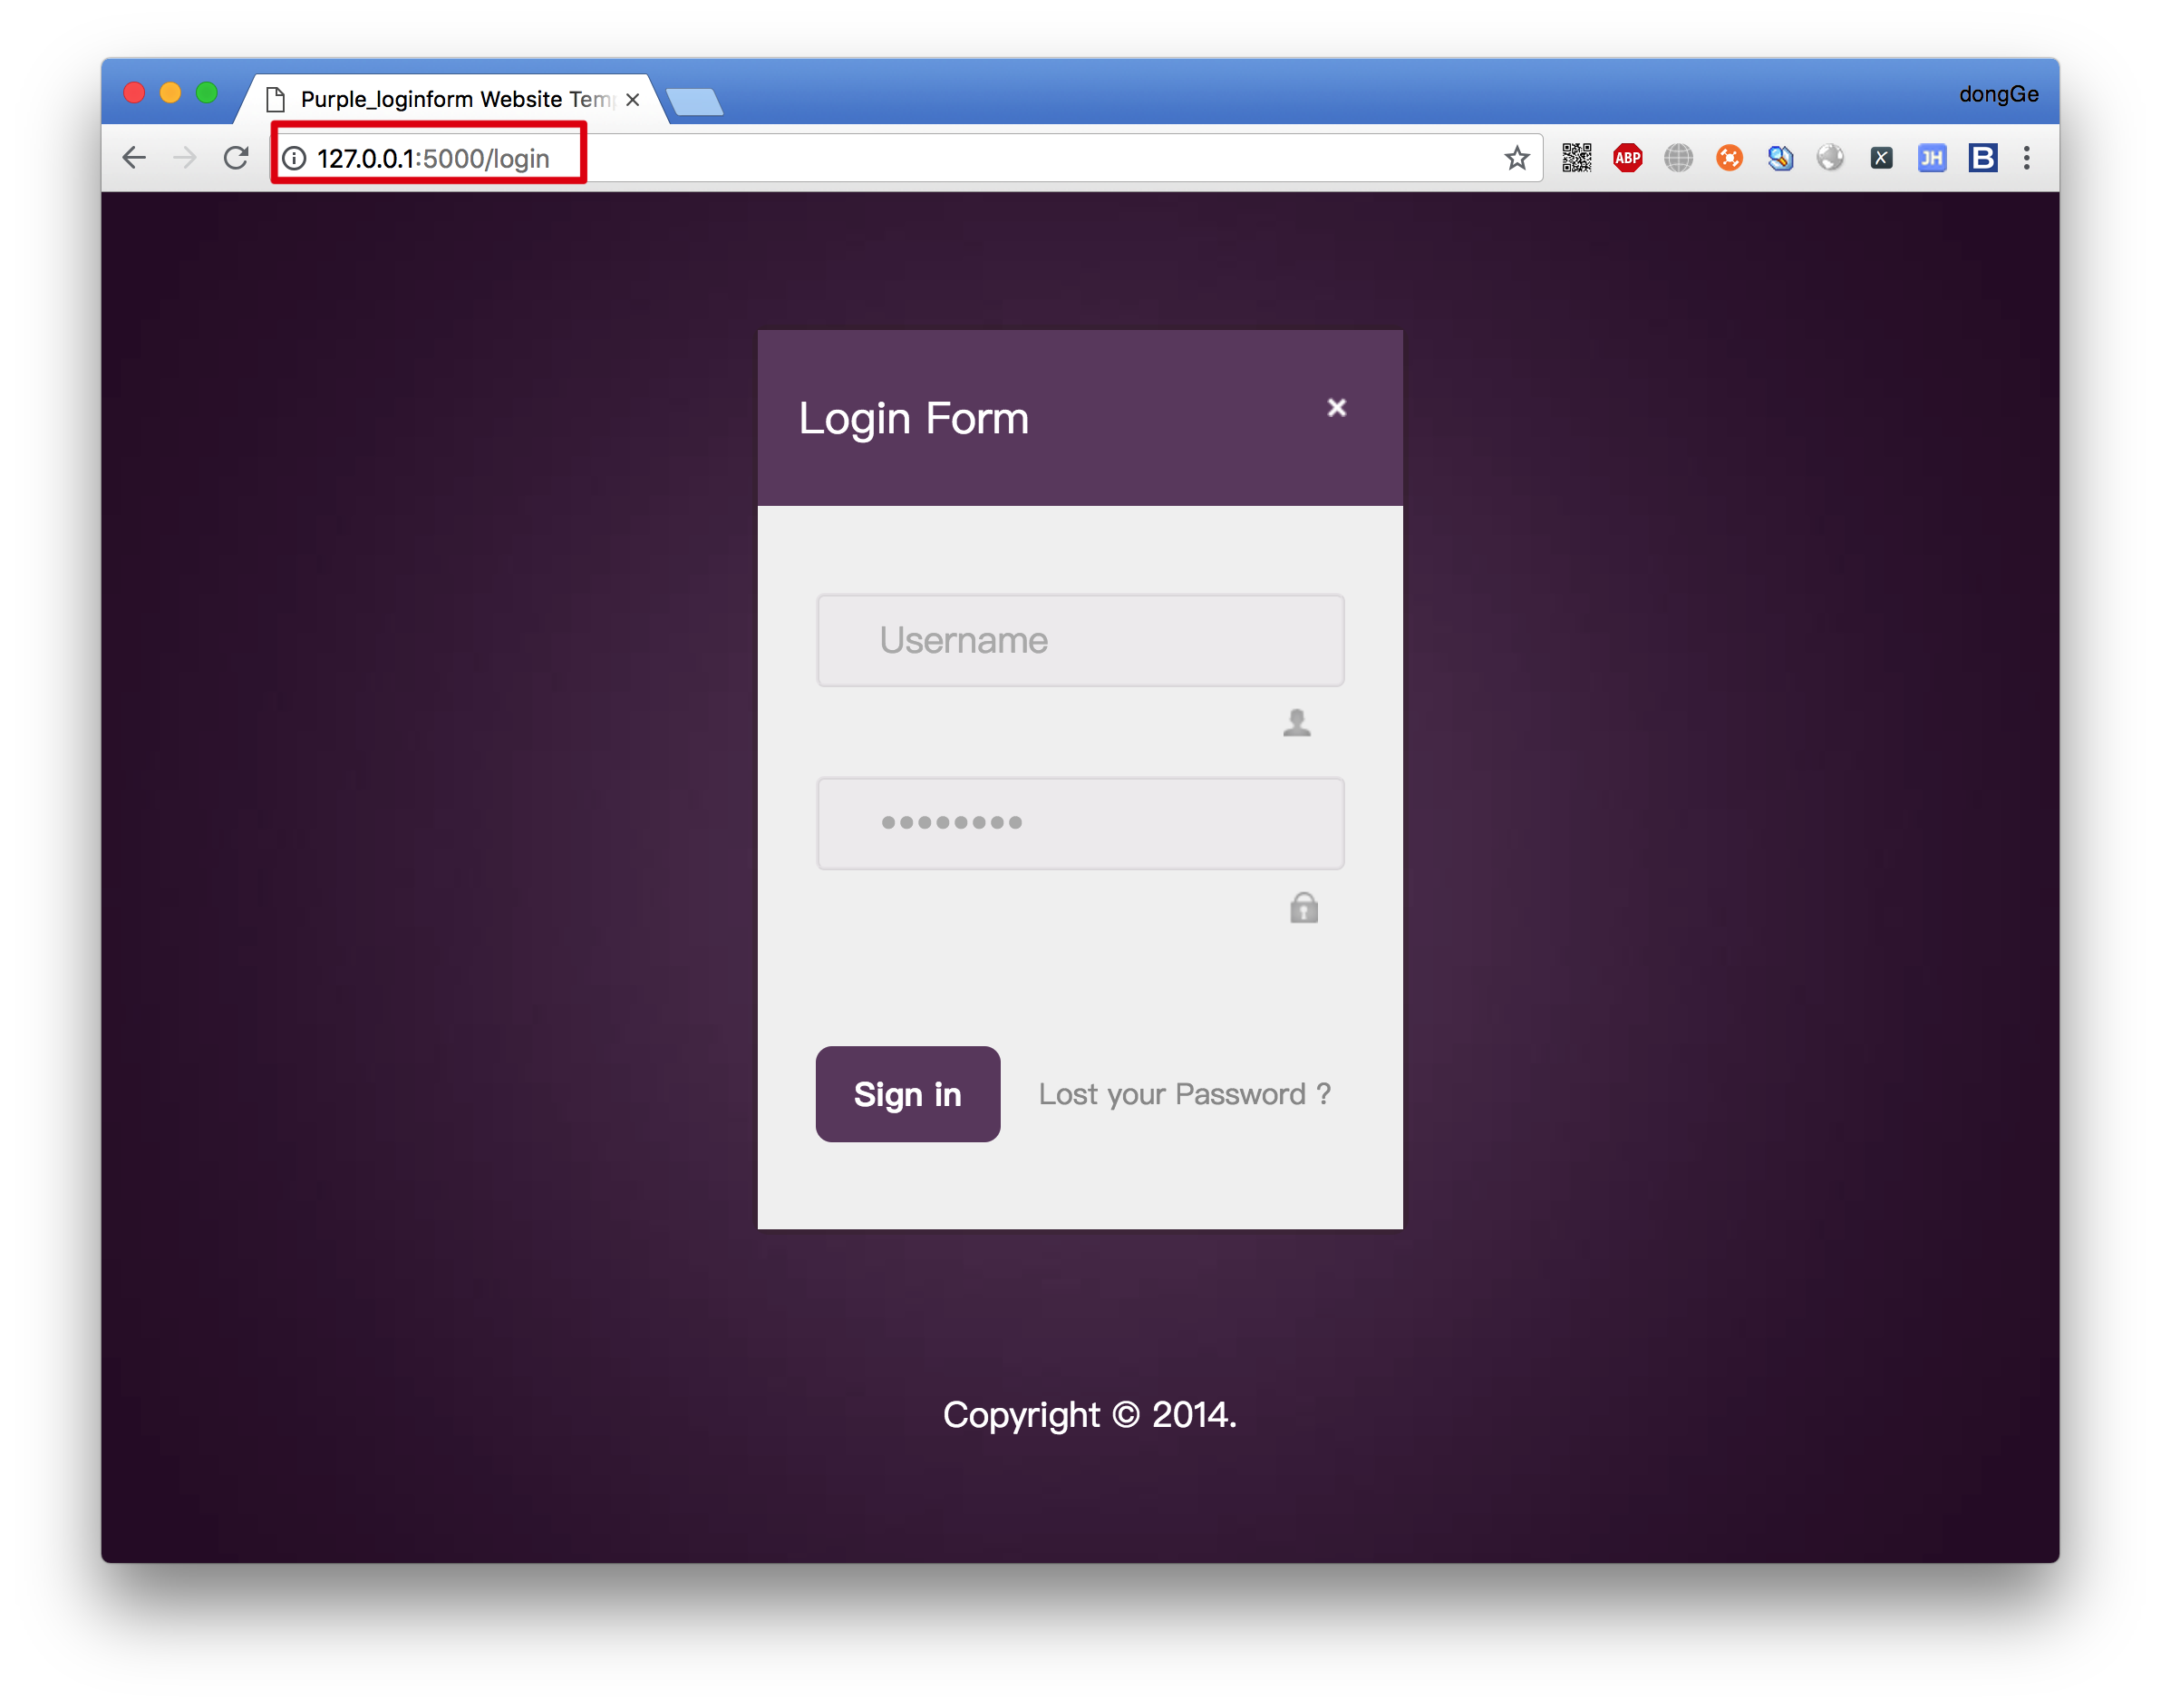 Purple_loginform Website Tem
dongGe
127.0.0.1:5000/login
ABP
X
JH
B
Login Form
Username
Sign in
Lost your Password ?
Copyright © 2014.